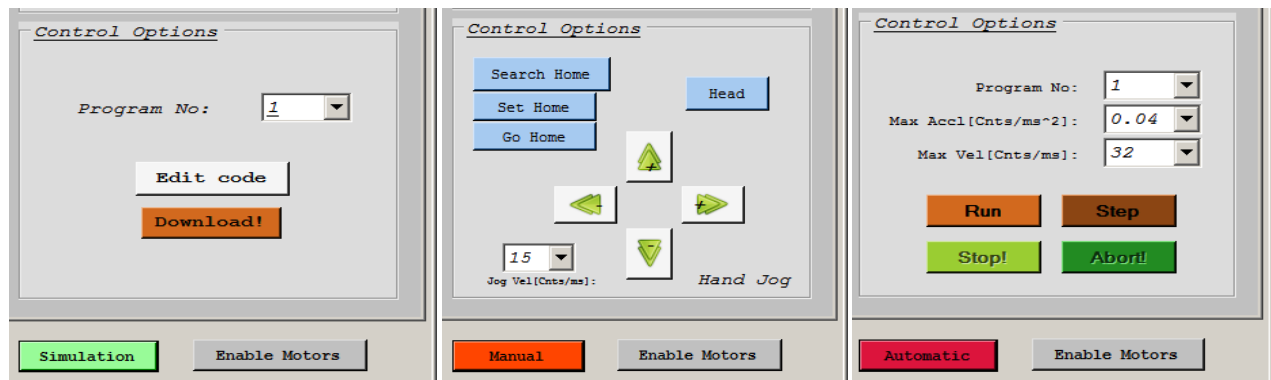 Control Options
Program No: 1
Edit code
Download!
Simulation Enable Motors
Control Options
Search Home
Head
Set Home
Go Home
+
- +
-
15
Jog Vel[Cnts/ms]: Hand Jog
Manual Enable Motors
Control Options
Program No: 1
Max Accl[Cnts/ms^2]: 0.04
Max Vel[Cnts/ms]: 32
Run Step
Stop! Abort!
Automatic Enable Motors